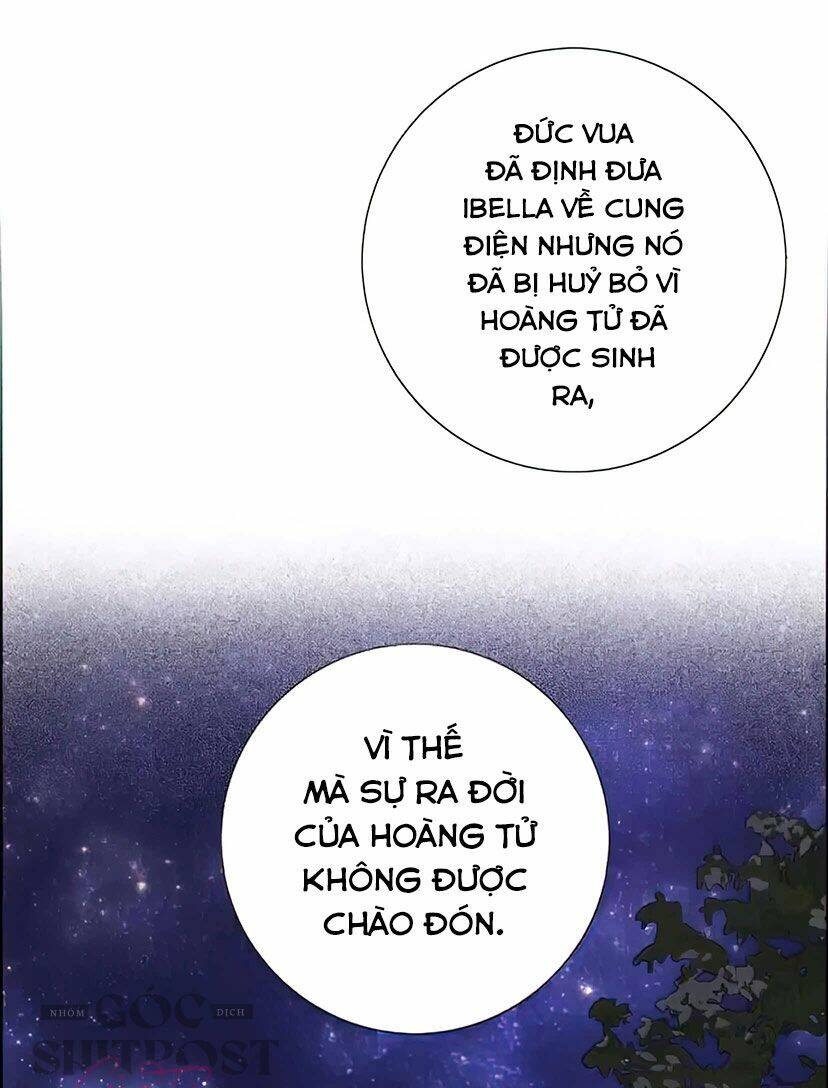 ĐỨC VUA
ĐÃ ĐỊNH ĐƯA
IBELLA VỀ CUNG
ĐIỆN NHƯNG NÓ
ĐÃ BỊ HUỶ BỎ VÌ
HOÀNG TỬ ĐÃ
ĐƯỢC SINH
RA,
VÌ THẾ
MÀ SỰ RA ĐỜI
CỦA HOÀNG TỬ
KHÔNG ĐƯỢC
CHÀO ĐÓN.
NHÓM GÓC DỊCH
SHITPOST